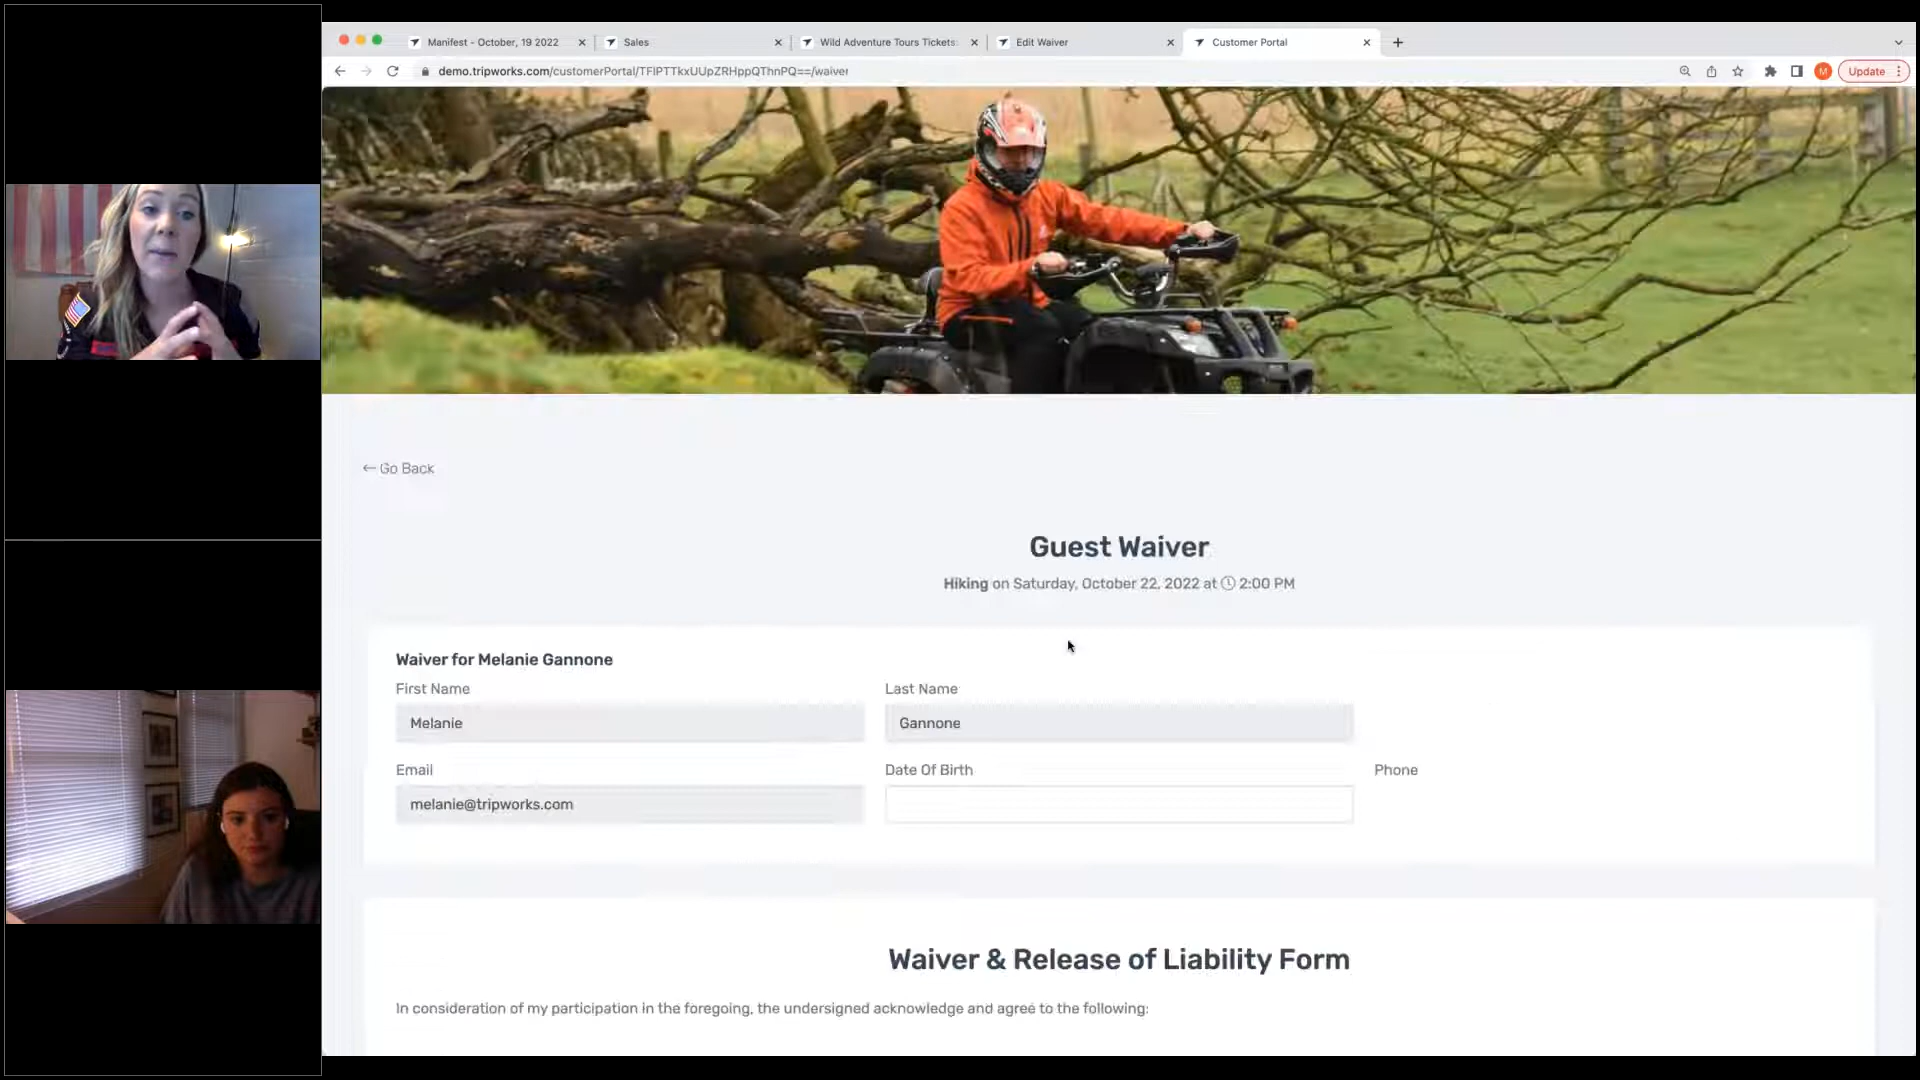 Manifest - October, 19 2022
Sales
Wild Adventure Tours Tickets
Edit Waiver
Customer Portal
demo.tripworks.com/customerPortal/TFlPTTkxUUpZRHppQThnPQ==/waiver
M
Update
← Go Back
Guest Waiver
Hiking on Saturday, October 22, 2022 at 2:00 PM
Waiver for Melanie Gannone
First Name
Last Name
Melanie
Gannone
Email
Date Of Birth
Phone
melanie@tripworks.com
Waiver & Release of Liability Form
In consideration of my participation in the foregoing, the undersigned acknowledge and agree to the following: